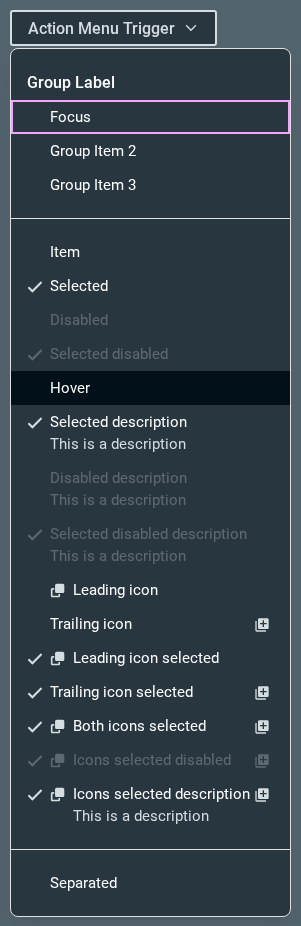 Action Menu Trigger
Group Label
Focus
Group Item 2
Group Item 3
Item
Selected
Disabled
Selected disabled
Hover
Selected description
This is a description
Disabled description
This is a description
Selected disabled description
This is a description
Leading icon
Trailing icon
Leading icon selected
Trailing icon selected
Both icons selected
Icons selected disabled
Icons selected description
This is a description
Separated